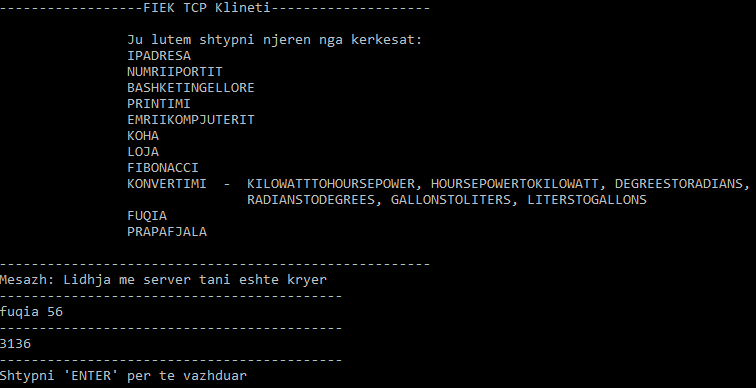 ------------------FIEK TCP Klineti--------------------
Ju lutem shtypni njeren nga kerkesat:
IPADRESA
NUMRIIPORTIT
BASHKETINGELLORE
PRINTIMI
EMRIIKOMPJUTERIT
KOHA
LOJA
FIBONACCI
KONVERTIMI  -  KILOWATTTOHOURSEPOWER, HOURSEPOWERTOKILOWATT, DEGREESTORADIANS,
RADIANSTODEGREES, GALLONSTOLITERS, LITERSTOGALLONS
FUQIA
PRAPAFJALA
------------------------------------------------------
Mesazh: Lidhja me server tani eshte kryer
-------------------------------------------
fuqia 56
-------------------------------------------
3136
-------------------------------------------
Shtypni 'ENTER' per te vazhduar